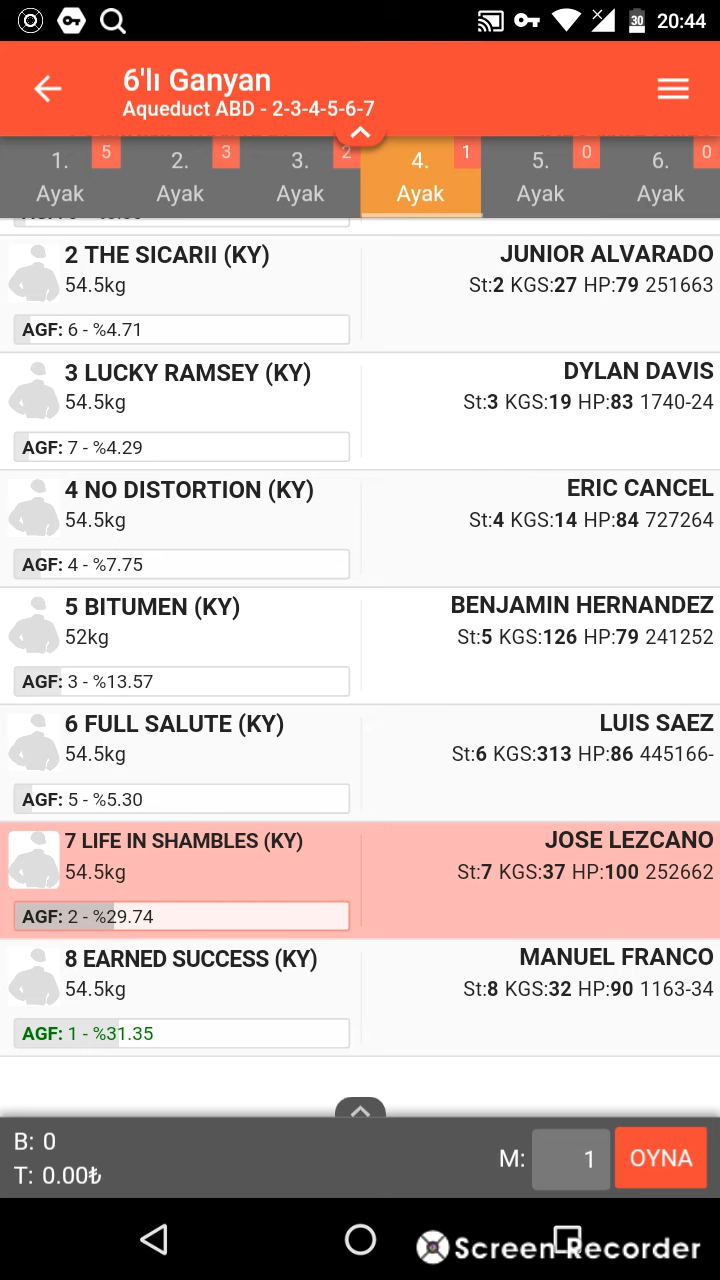 30 20:44
6'lı Ganyan
Aqueduct ABD - 2-3-4-5-6-7
1. Ayak 5
2. Ayak 3
3. Ayak 2
4. Ayak 1
5. Ayak 0
6. Ayak 0
2 THE SICARII (KY) JUNIOR ALVARADO
54.5kg St:2 KGS:27 HP:79 251663
AGF: 6 - %4.71
3 LUCKY RAMSEY (KY) DYLAN DAVIS
54.5kg St:3 KGS:19 HP:83 1740-24
AGF: 7 - %4.29
4 NO DISTORTION (KY) ERIC CANCEL
54.5kg St:4 KGS:14 HP:84 727264
AGF: 4 - %7.75
5 BITUMEN (KY) BENJAMIN HERNANDEZ
52kg St:5 KGS:126 HP:79 241252
AGF: 3 - %13.57
6 FULL SALUTE (KY) LUIS SAEZ
54.5kg St:6 KGS:313 HP:86 445166-
AGF: 5 - %5.30
7 LIFE IN SHAMBLES (KY) JOSE LEZCANO
54.5kg St:7 KGS:37 HP:100 252662
AGF: 2 - %29.74
8 EARNED SUCCESS (KY) MANUEL FRANCO
54.5kg St:8 KGS:32 HP:90 1163-34
AGF: 1 - %31.35
B: 0
T: 0.00₺
M: 1 OYNA
Screen Recorder